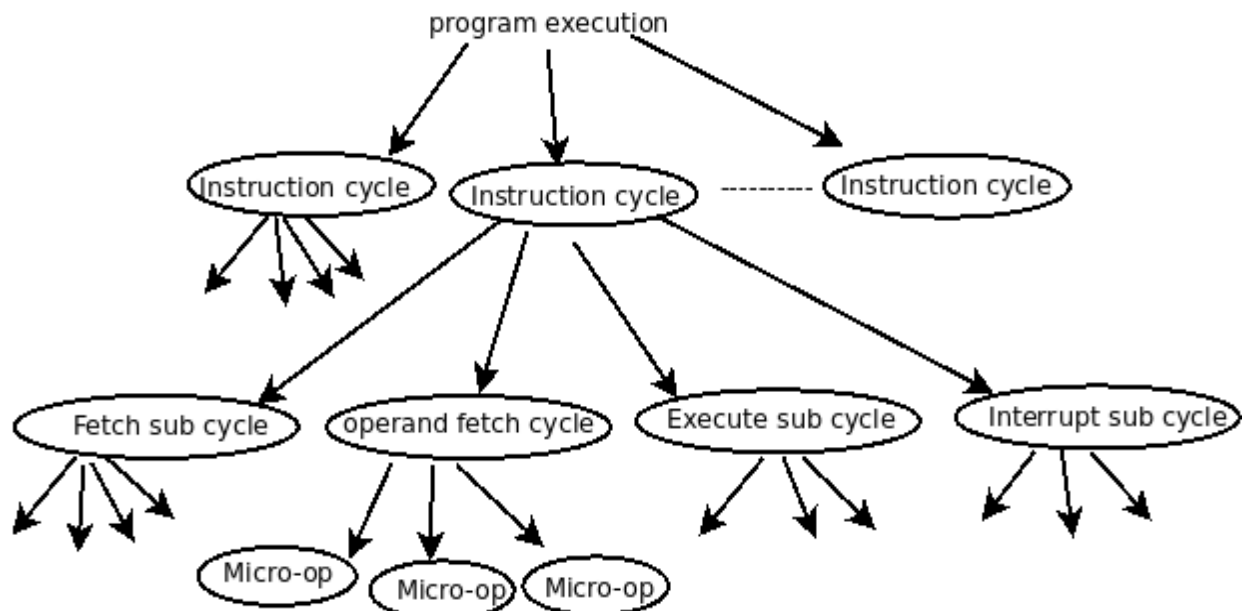 program execution
Instruction cycle
Instruction cycle
----------
Instruction cycle
Fetch sub cycle
operand fetch cycle
Execute sub cycle
Interrupt sub cycle
Micro-op
Micro-op
Micro-op